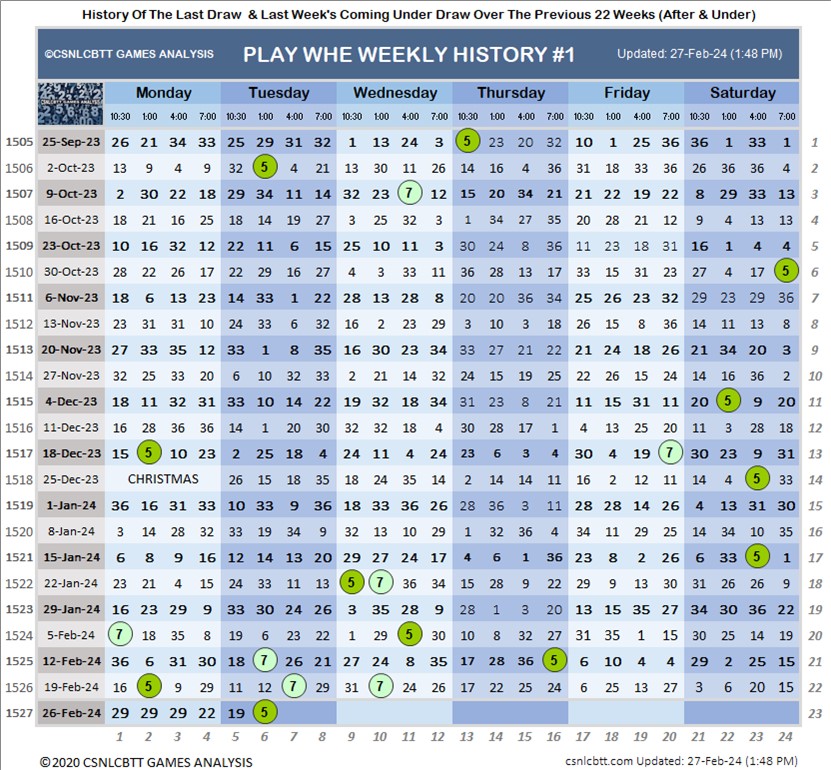 History Of The Last Draw & Last Week's Coming Under Draw Over The Previous 22 Weeks (After & Under)
©CSNLCBTT GAMES ANALYSIS PLAY WHE WEEKLY HISTORY #1 Updated: 27-Feb-24 (1:48 PM)
Monday Tuesday Wednesday Thursday Friday Saturday
10:30 1:00 4:00 7:00 10:30 1:00 4:00 7:00 10:30 1:00 4:00 7:00 10:30 1:00 4:00 7:00 10:30 1:00 4:00 7:00 10:30 1:00 4:00 7:00
1505 25-Sep-23 26 21 34 33 25 29 31 32 1 13 24 3 5 23 20 32 10 1 25 36 36 1 33 1 1
1506 2-Oct-23 13 9 4 9 32 5 4 21 13 30 11 26 14 16 4 36 31 18 33 36 26 36 36 4 2
1507 9-Oct-23 2 30 22 18 29 34 11 14 32 23 7 12 15 20 34 21 21 22 19 22 8 29 33 13 3
1508 16-Oct-23 18 21 16 25 18 14 19 27 3 25 32 3 1 34 27 35 20 28 21 12 9 4 13 13 4
1509 23-Oct-23 10 16 32 12 22 11 6 15 25 10 11 3 30 24 8 36 11 23 18 31 16 1 4 4 5
1510 30-Oct-23 28 22 26 17 22 29 16 27 4 3 33 11 36 28 13 17 33 15 31 23 27 4 17 5 6
1511 6-Nov-23 18 6 13 23 14 33 1 22 28 13 28 8 20 20 36 34 25 26 23 32 29 23 29 36 7
1512 13-Nov-23 23 31 4 10 24 33 6 32 16 2 23 29 3 10 3 18 26 15 8 36 14 11 13 8 8
1513 20-Nov-23 27 33 35 12 33 1 8 35 16 30 23 34 33 27 21 22 21 24 18 26 21 34 20 3 9
1514 27-Nov-23 32 25 33 20 6 10 32 33 2 21 14 32 24 15 19 25 22 26 15 24 14 16 36 2 10
1515 4-Dec-23 18 11 32 31 33 10 14 2 19 32 18 34 31 23 8 21 11 15 31 11 20 5 9 20 11
1516 11-Dec-23 16 28 36 36 14 1 20 30 32 32 18 4 30 28 17 1 4 13 25 20 11 3 28 18 12
1517 18-Dec-23 15 5 10 23 2 25 18 4 24 11 4 24 23 6 3 4 30 4 19 7 30 23 9 31 13
1518 25-Dec-23 CHRISTMAS 26 15 18 35 18 24 35 14 2 14 14 11 16 2 12 11 14 4 5 33 14
1519 1-Jan-24 36 16 31 33 10 33 9 36 18 33 36 26 28 36 3 11 28 28 14 26 4 13 31 30 15
1520 8-Jan-24 3 14 28 32 33 19 34 9 32 13 10 29 1 32 36 4 34 11 29 25 14 34 10 35 16
1521 15-Jan-24 6 8 9 16 12 14 13 20 29 27 24 17 4 6 1 36 23 8 2 26 6 33 5 1 17
1522 22-Jan-24 23 21 4 15 24 33 11 13 5 7 36 34 15 28 9 22 29 9 13 30 31 26 26 9 18
1523 29-Jan-24 16 23 29 9 33 30 24 26 3 35 28 9 28 1 3 20 13 15 35 27 34 30 36 22 19
1524 5-Feb-24 7 18 35 8 19 6 23 22 1 29 5 30 10 8 32 27 31 35 1 15 30 25 14 19 20
1525 12-Feb-24 36 6 31 30 18 7 26 21 27 24 8 35 17 28 36 5 6 10 4 4 29 2 25 15 21
1526 19-Feb-24 16 5 9 29 11 12 7 29 31 7 24 26 17 22 25 24 6 25 13 27 3 6 20 15 22
1527 26-Feb-24 29 29 29 22 19 5 23
1 2 3 4 5 6 7 8 9 10 11 12 13 14 15 16 17 18 19 20 21 22 23 24
©2020 CSNLCBTT GAMES ANALYSIS csnlcbtt.com Updated: 27-Feb-24 (1:48 PM)